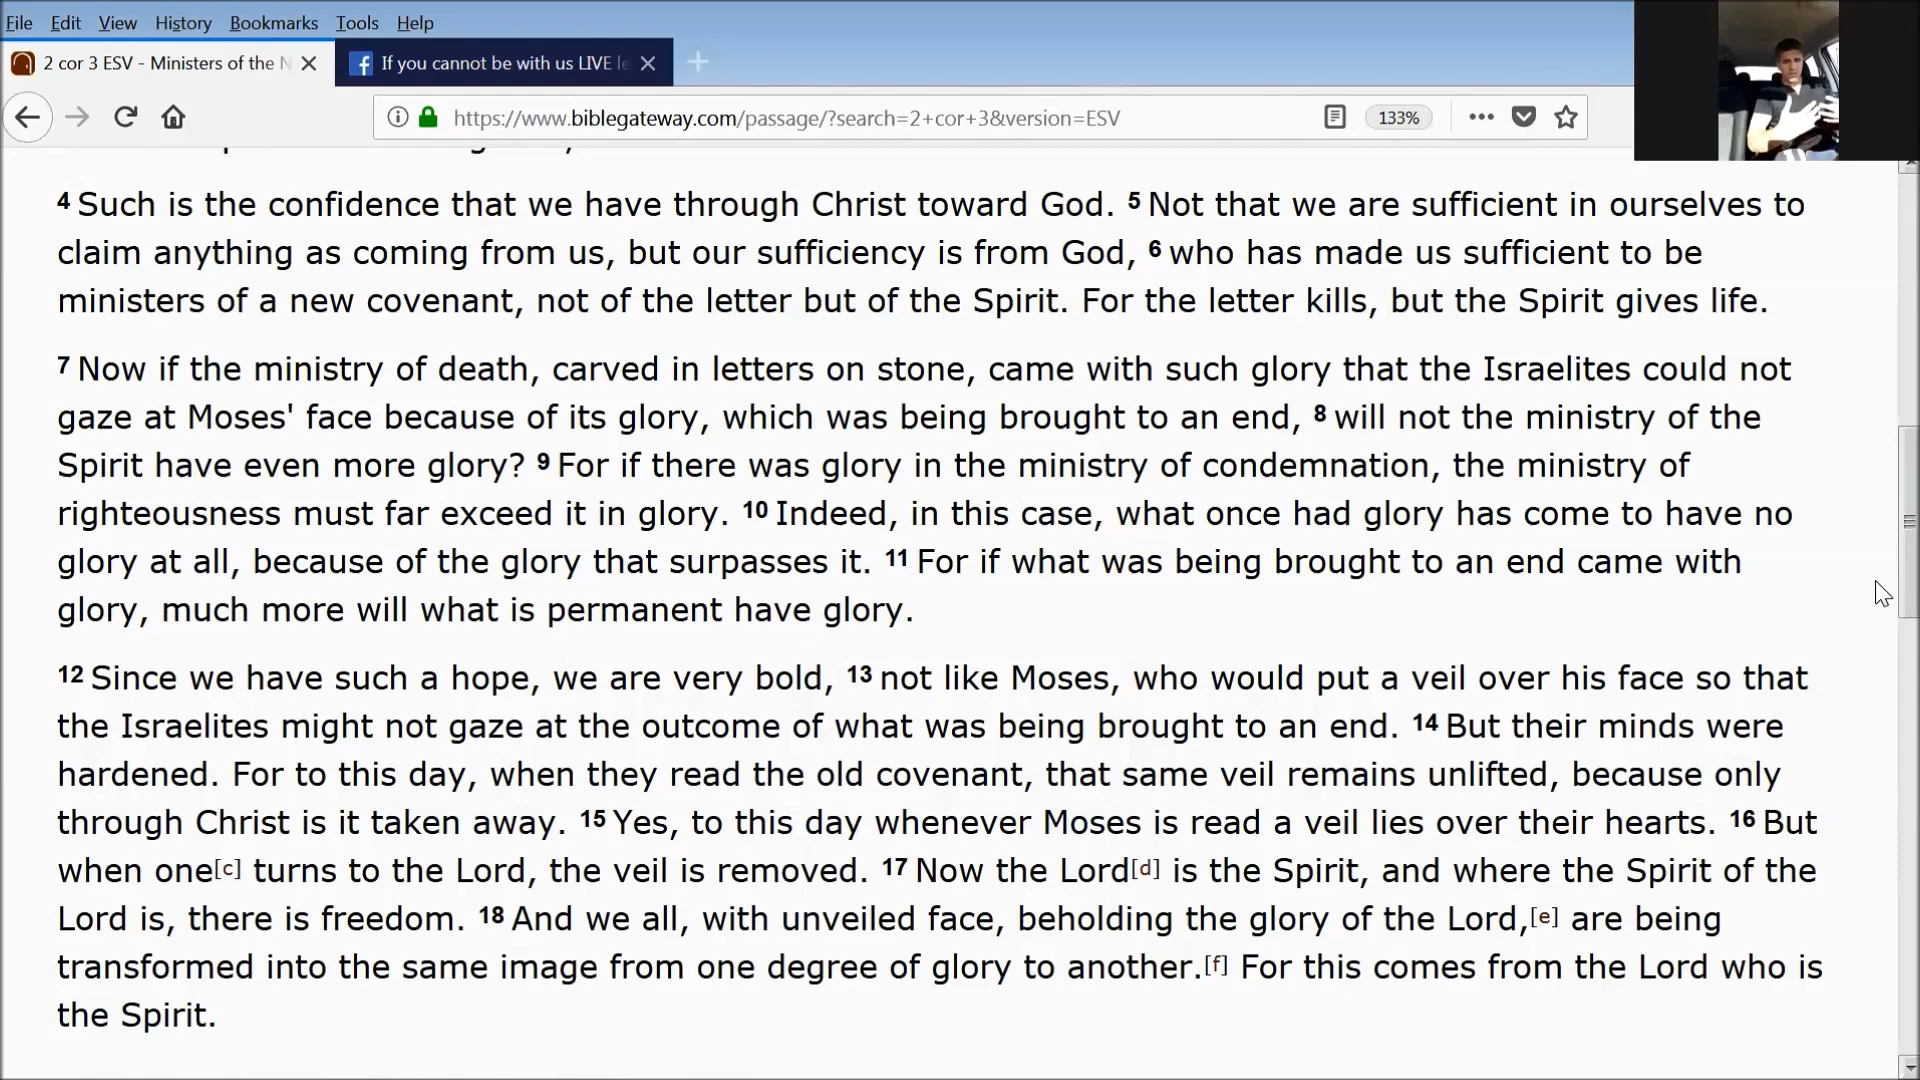 File Edit View History Bookmarks Tools Help
2 cor 3 ESV - Ministers of the N
If you cannot be with us LIVE le
https://www.biblegateway.com/passage/?search=2+cor+3&version=ESV 133%
4 Such is the confidence that we have through Christ toward God. 5 Not that we are sufficient in ourselves to
claim anything as coming from us, but our sufficiency is from God, 6 who has made us sufficient to be
ministers of a new covenant, not of the letter but of the Spirit. For the letter kills, but the Spirit gives life.
7 Now if the ministry of death, carved in letters on stone, came with such glory that the Israelites could not
gaze at Moses' face because of its glory, which was being brought to an end, 8 will not the ministry of the
Spirit have even more glory? 9 For if there was glory in the ministry of condemnation, the ministry of
righteousness must far exceed it in glory. 10 Indeed, in this case, what once had glory has come to have no
glory at all, because of the glory that surpasses it. 11 For if what was being brought to an end came with
glory, much more will what is permanent have glory.
12 Since we have such a hope, we are very bold, 13 not like Moses, who would put a veil over his face so that
the Israelites might not gaze at the outcome of what was being brought to an end. 14 But their minds were
hardened. For to this day, when they read the old covenant, that same veil remains unlifted, because only
through Christ is it taken away. 15 Yes, to this day whenever Moses is read a veil lies over their hearts. 16 But
when one[c] turns to the Lord, the veil is removed. 17 Now the Lord[d] is the Spirit, and where the Spirit of the
Lord is, there is freedom. 18 And we all, with unveiled face, beholding the glory of the Lord,[e] are being
transformed into the same image from one degree of glory to another.[f] For this comes from the Lord who is
the Spirit.